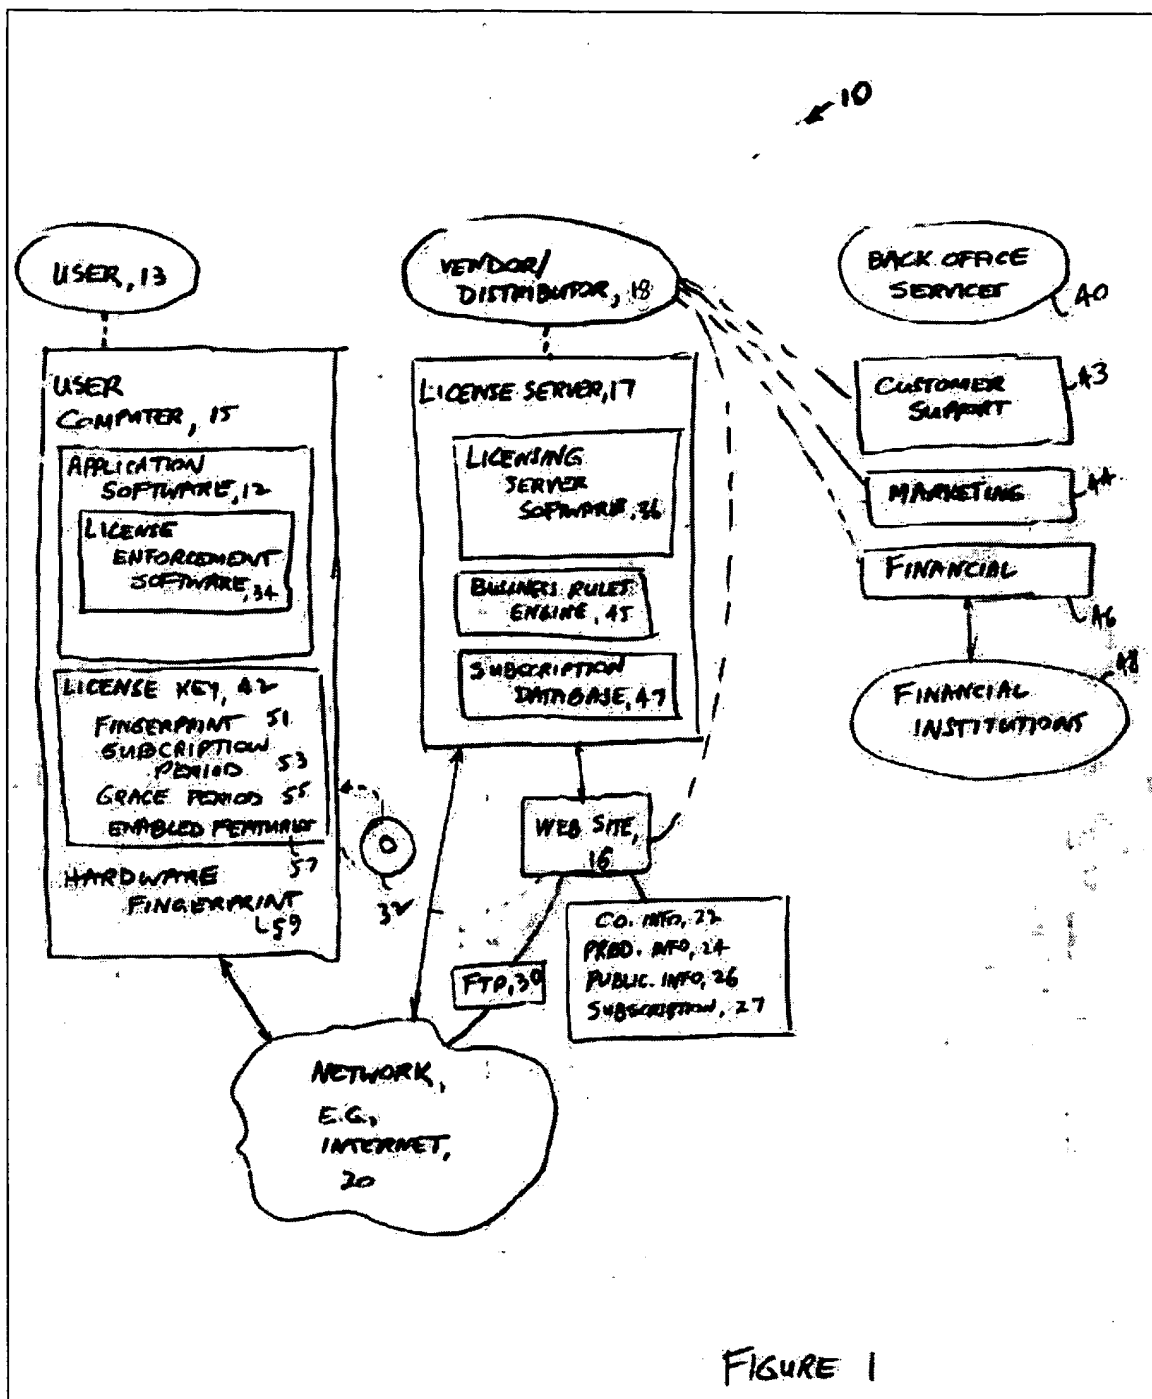 10
USER, 13
VENDOR/
DISTRIBUTOR, 18
BACK OFFICE
SERVICES
40
USER
COMPUTER, 15
APPLICATION
SOFTWARE, 12
LICENSE
ENFORCEMENT
SOFTWARE, 34
LICENSE KEY, 42
FINGERPRINT 51
SUBSCRIPTION
PERIOD 53
GRACE PERIOD 55
ENABLED FEATURES
57
HARDWARE
FINGERPRINT
59
32
LICENSE SERVER, 17
LICENSING
SERVER
SOFTWARE, 36
BUSINESS RULES
ENGINE, 45
SUBSCRIPTION
DATABASE, 47
WEB SITE,
16
CO. INFO, 22
PROD. INFO, 24
PUBLIC. INFO, 26
SUBSCRIPTION, 27
FTP, 30
NETWORK,
E.G.,
INTERNET,
20
CUSTOMER
SUPPORT
43
MARKETING
44
FINANCIAL
46
FINANCIAL
INSTITUTIONS
48
FIGURE 1